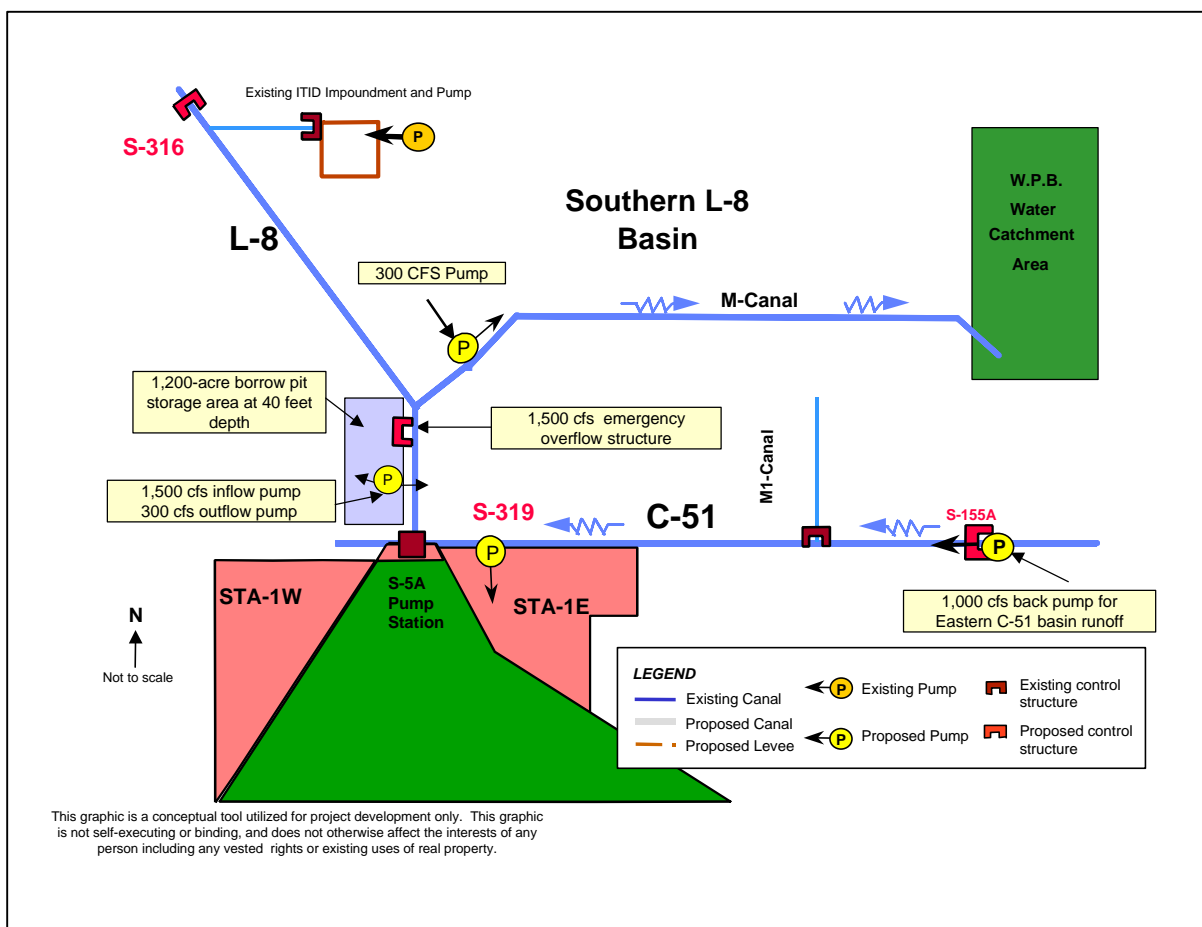 Existing ITID Impoundment and Pump
P
S-316
L-8
Southern L-8
Basin
W.P.B.
Water
Catchment
Area
300 CFS Pump
P
M-Canal
1,200-acre borrow pit
storage area at 40 feet
depth
1,500 cfs emergency
overflow structure
M1-Canal
P
1,500 cfs inflow pump
300 cfs outflow pump
S-319
C-51
S-155A
P
P
STA-1W
S-5A
Pump
Station
STA-1E
1,000 cfs back pump for
Eastern C-51 basin runoff
N
Not to scale
LEGEND
Existing Canal
Proposed Canal
Proposed Levee
P Existing Pump
P Proposed Pump
Existing control
structure
Proposed control
structure
This graphic is a conceptual tool utilized for project development only. This graphic
is not self-executing or binding, and does not otherwise affect the interests of any
person including any vested rights or existing uses of real property.